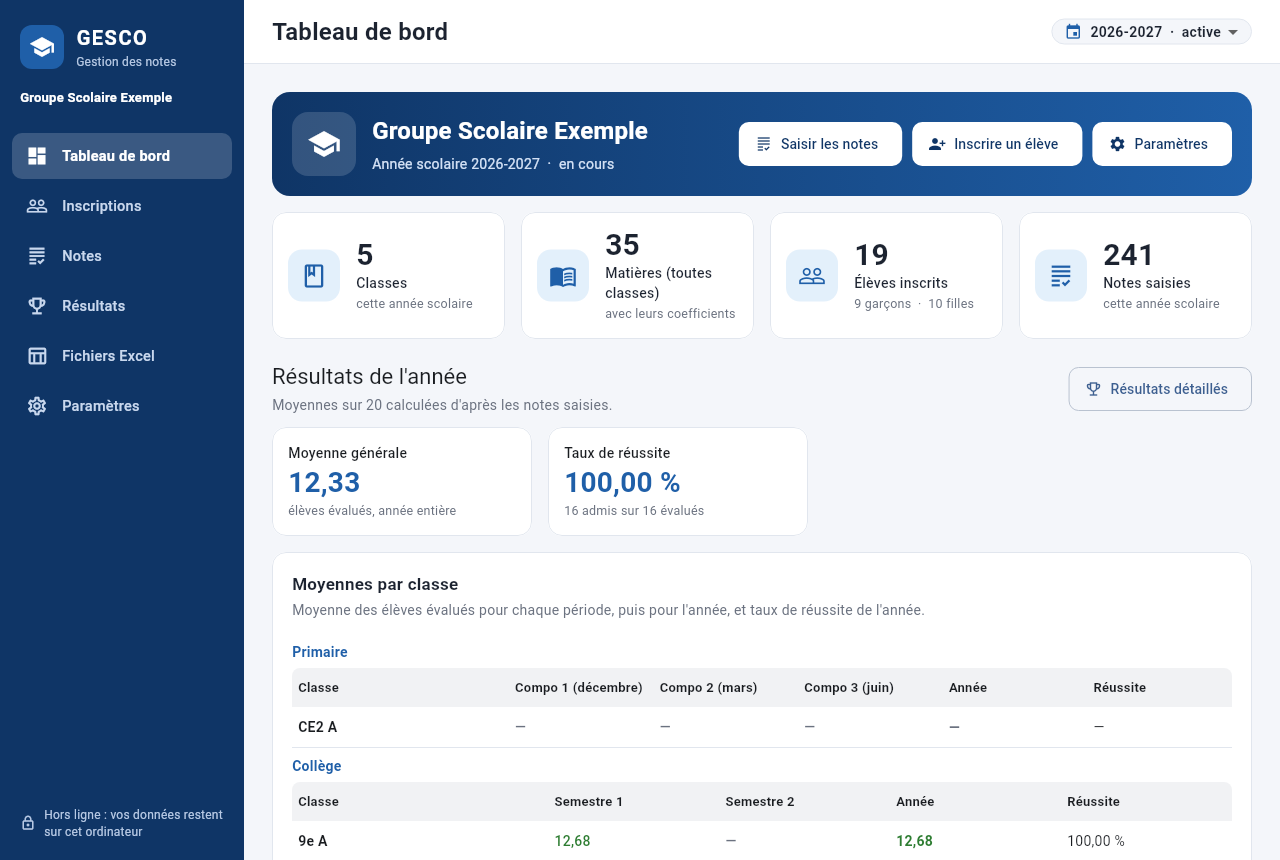 GESCO
Gestion des notes
Groupe Scolaire Exemple
Tableau de bord
Inscriptions
Notes
Résultats
Fichiers Excel
Paramètres
Hors ligne : vos données restent
sur cet ordinateur
Tableau de bord
2026-2027 · active
Groupe Scolaire Exemple
Année scolaire 2026-2027 · en cours
Saisir les notes
Inscrire un élève
Paramètres
5
Classes
cette année scolaire
35
Matières (toutes
classes)
avec leurs coefficients
19
Élèves inscrits
9 garçons · 10 filles
241
Notes saisies
cette année scolaire
Résultats de l'année
Moyennes sur 20 calculées d'après les notes saisies.
Résultats détaillés
Moyenne générale
12,33
élèves évalués, année entière
Taux de réussite
100,00 %
16 admis sur 16 évalués
Moyennes par classe
Moyenne des élèves évalués pour chaque période, puis pour l'année, et taux de réussite de l'année.
Primaire
Classe Compo 1 (décembre) Compo 2 (mars) Compo 3 (juin) Année Réussite
CE2 A — — — — —
Collège
Classe Semestre 1 Semestre 2 Année Réussite
9e A 12,68 — 12,68 100,00 %